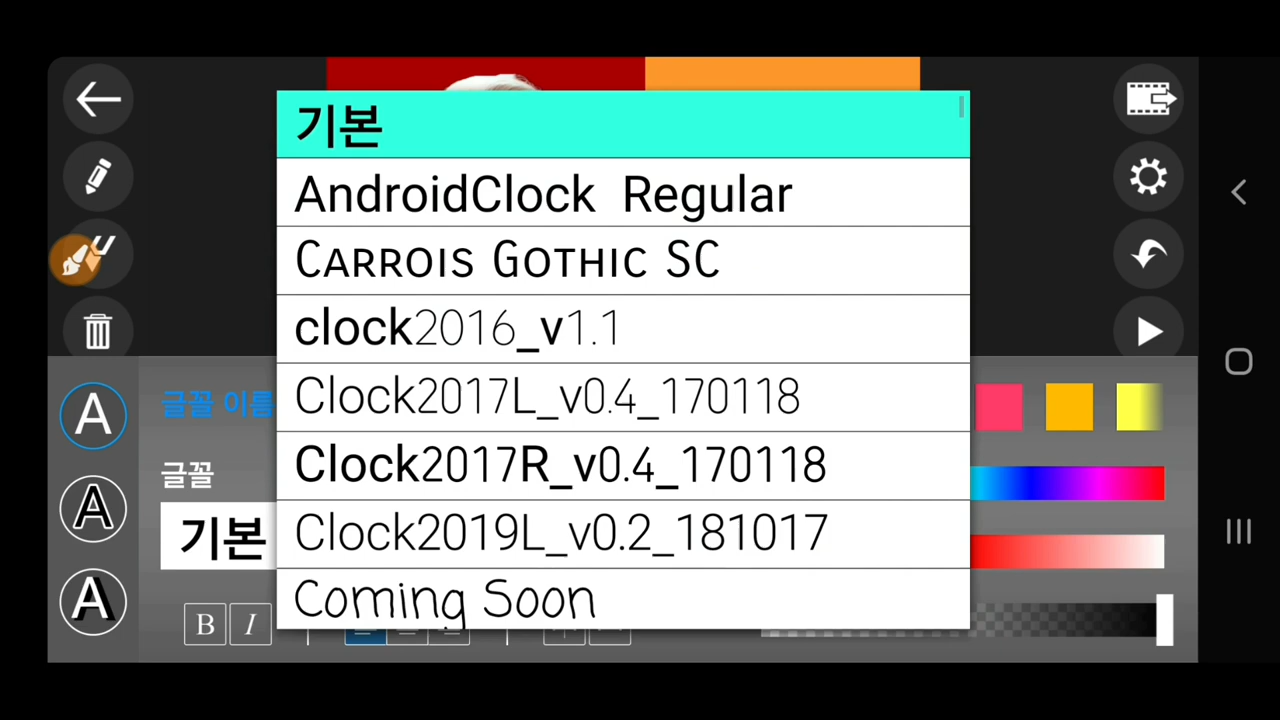 기본
AndroidClock Regular
Carrois Gothic SC
clock2016_v1.1
Clock2017L_v0.4_170118
Clock2017R_v0.4_170118
Clock2019L_v0.2_181017
Coming Soon
글꼴 이름
글꼴
기본
A
A
A
B I